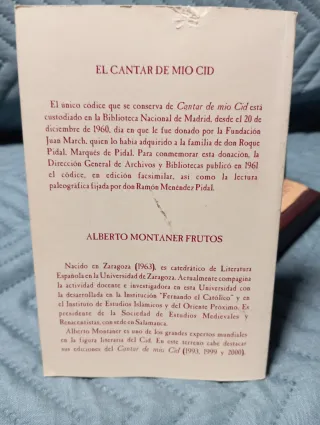 EL CANTAR DE MIO CID
El único códice que se conserva de Cantar de mio Cid está
custodiado en la Biblioteca Nacional de Madrid, desde el 20 de
diciembre de 1960, día en que le fue donado por la Fundación
Juan March, quien lo había adquirido a la familia de don Roque
Pidal, Marqués de Pidal. Para conmemorar esta donación, la
Dirección General de Archivos y Bibliotecas publicó en 1961
el códice, en edición facsimilar, así como la lectura
paleográfica fijada por don Ramón Menéndez Pidal.
ALBERTO MONTANER FRUTOS
Nacido en Zaragoza (1963), es catedrático de Literatura
Española en la Universidad de Zaragoza. Actualmente compagina
la actividad docente e investigadora en esta Universidad con
la desarrollada en la Institución "Fernando el Católico" y en
el Instituto de Estudios Islámicos y del Oriente Próximo. Es
presidente de la Sociedad de Estudios Medievales y
Renacentistas, con sede en Salamanca.
Alberto Montaner es uno de los grandes expertos mundiales
en la figura literaria del Cid. En este terreno cabe destacar
sus ediciones del Cantar de mio Cid (1993, 1999 y 2000).